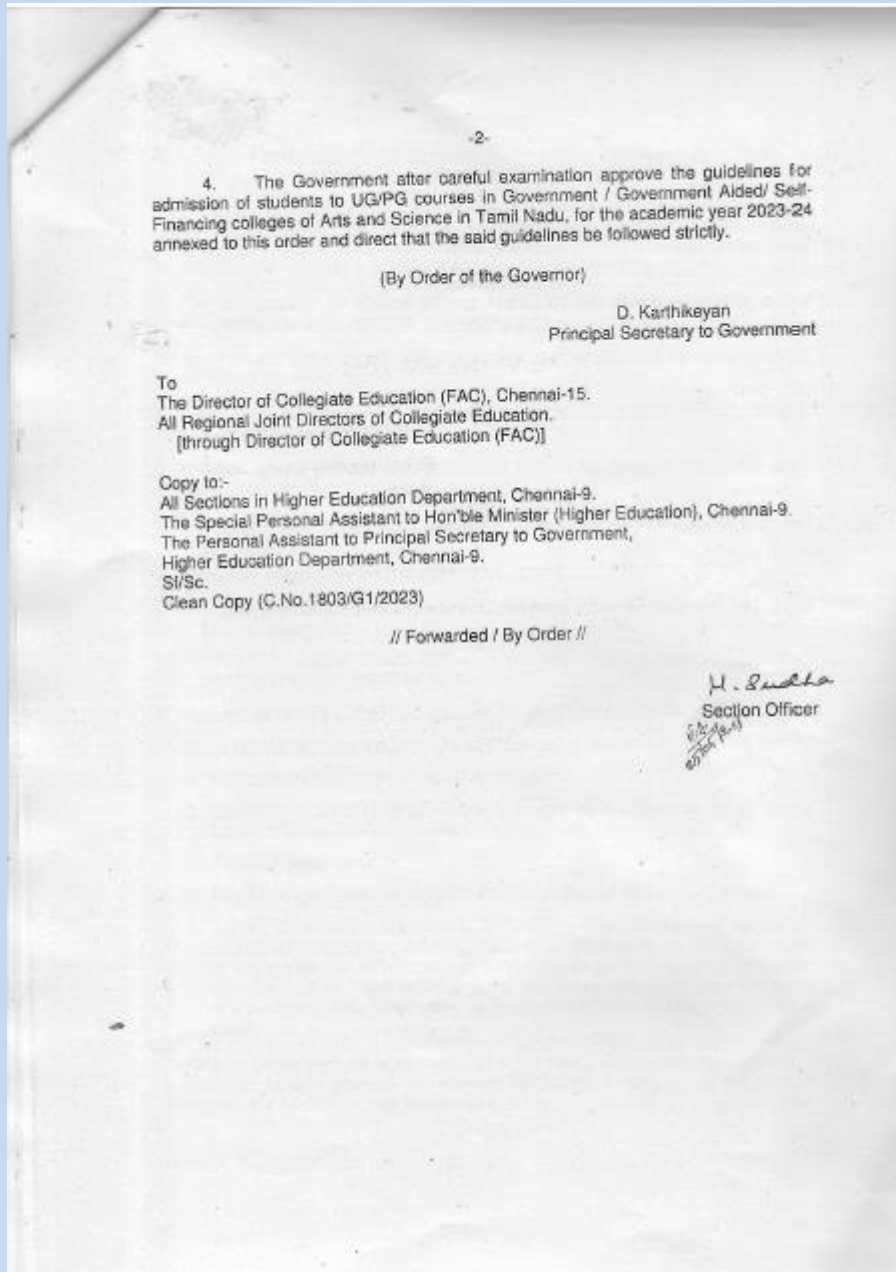 -2-
4. The Government after careful examination approve the guidelines for
admission of students to UG/PG courses in Government / Government Aided/ Self-
Financing colleges of Arts and Science in Tamil Nadu, for the academic year 2023-24
annexed to this order and direct that the said guidelines be followed strictly.
(By Order of the Governor)
D. Karthikeyan
Principal Secretary to Government
To
The Director of Collegiate Education (FAC), Chennai-15.
All Regional Joint Directors of Collegiate Education.
[through Director of Collegiate Education (FAC)]
Copy to:-
All Sections in Higher Education Department, Chennai-9.
The Special Personal Assistant to Hon'ble Minister (Higher Education), Chennai-9.
The Personal Assistant to Principal Secretary to Government,
Higher Education Department, Chennai-9.
Sf/Sc.
Clean Copy (C.No.1803/G1/2023)
// Forwarded / By Order //
M. Sudha
Section Officer